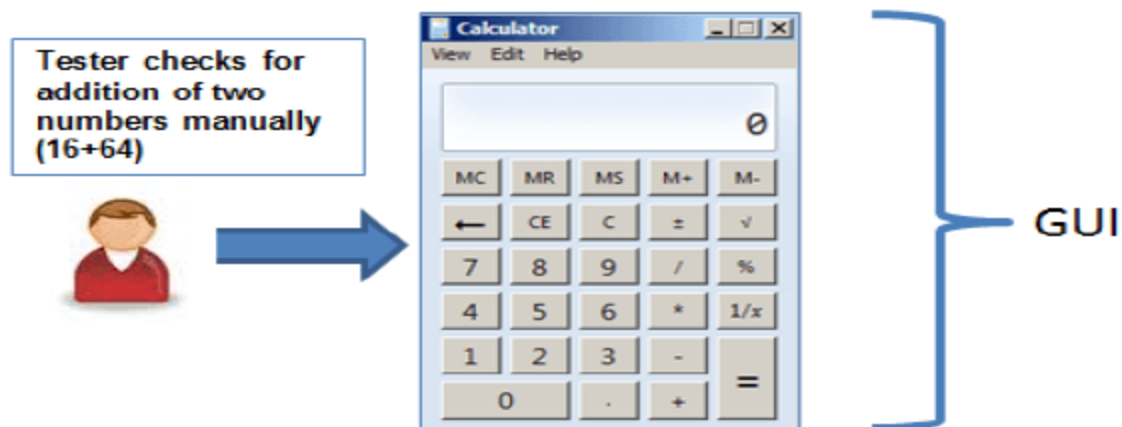 Tester checks for
addition of two
numbers manually
(16+64)
Calculator
View Edit Help
0
MC MR MS M+ M-
← CE C ± √
7 8 9 / %
4 5 6 * 1/x
1 2 3 -
=
0 . +
GUI